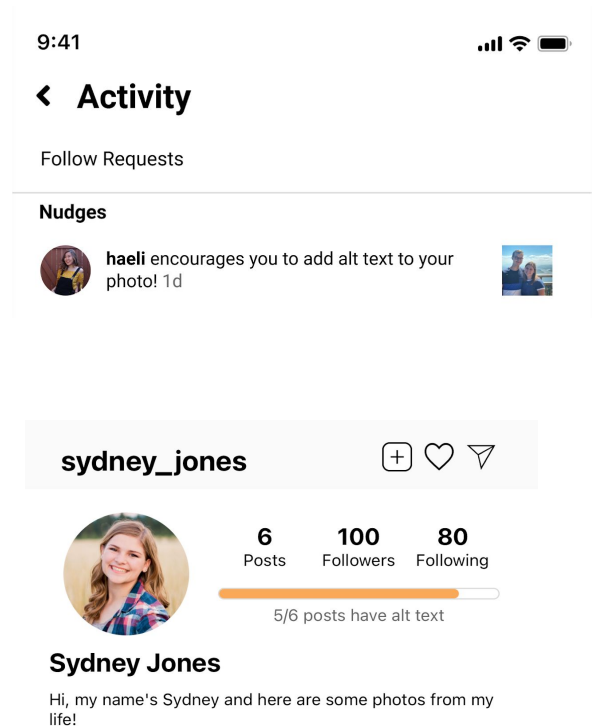 9:41
Activity
Follow Requests
Nudges
haeli encourages you to add alt text to your
photo! 1d
sydney_jones
6 100 80
Posts Followers Following
5/6 posts have alt text
Sydney Jones
Hi, my name's Sydney and here are some photos from my
life!